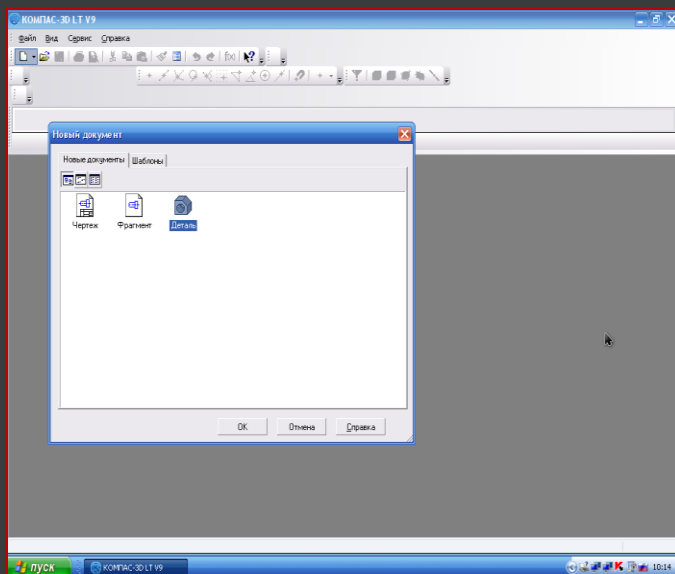 КОМПАС-3D LT V9
Файл Вид Сервис Справка
Новый документ
Новые документы Шаблоны
Чертеж Фрагмент Деталь
OK Отмена Справка
пуск КОМПАС-3D LT V9 10:14